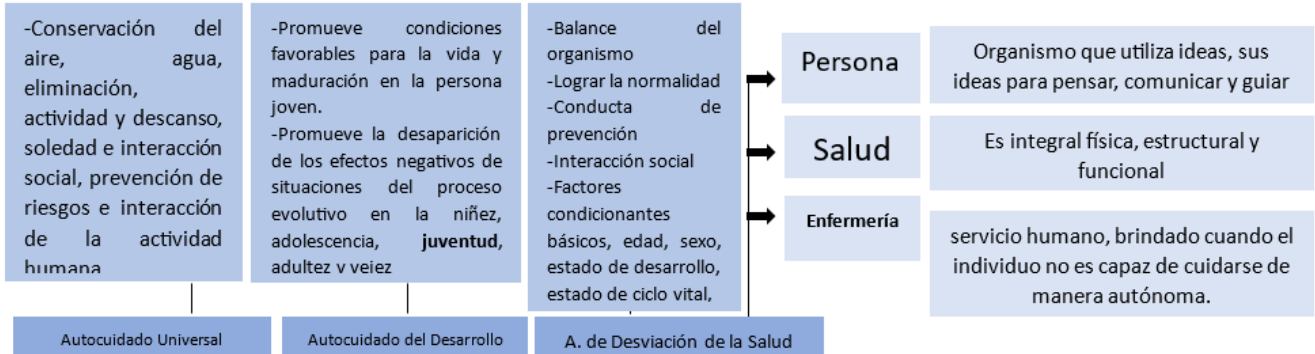 -Conservación del
aire, agua,
eliminación,
actividad y descanso,
soledad e interacción
social, prevención de
riesgos e interacción
de la actividad
humana
Autocuidado Universal
-Promueve condiciones
favorables para la vida y
maduración en la persona
joven.
-Promueve la desaparición
de los efectos negativos de
situaciones del proceso
evolutivo en la niñez,
adolescencia, juventud,
adultez y vejez
Autocuidado del Desarrollo
-Balance del
organismo
-Lograr la normalidad
-Conducta de
prevención
-Interacción social
-Factores
condicionantes
básicos, edad, sexo,
estado de desarrollo,
estado de ciclo vital,
A. de Desviación de la Salud
Persona
Organismo que utiliza ideas, sus
ideas para pensar, comunicar y guiar
Salud
Es integral física, estructural y
funcional
Enfermería
servicio humano, brindado cuando el
individuo no es capaz de cuidarse de
manera autónoma.